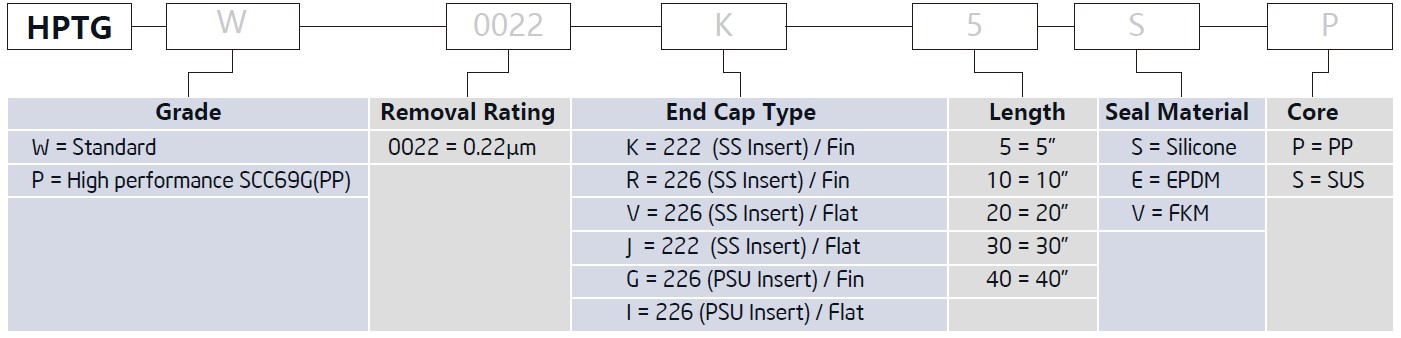 HPTG W 0022 K 5 S P
Grade Removal Rating End Cap Type Length Seal Material Core
W = Standard 0022 = 0.22μm K = 222 (SS Insert) / Fin 5 = 5” S = Silicone P = PP
P = High performance SCC69G(PP) R = 226 (SS Insert) / Fin 10 = 10” E = EPDM S = SUS
V = 226 (SS Insert) / Flat 20 = 20” V = FKM
J = 222 (SS Insert) / Flat 30 = 30”
G = 226 (PSU Insert) / Fin 40 = 40”
I = 226 (PSU Insert) / Flat